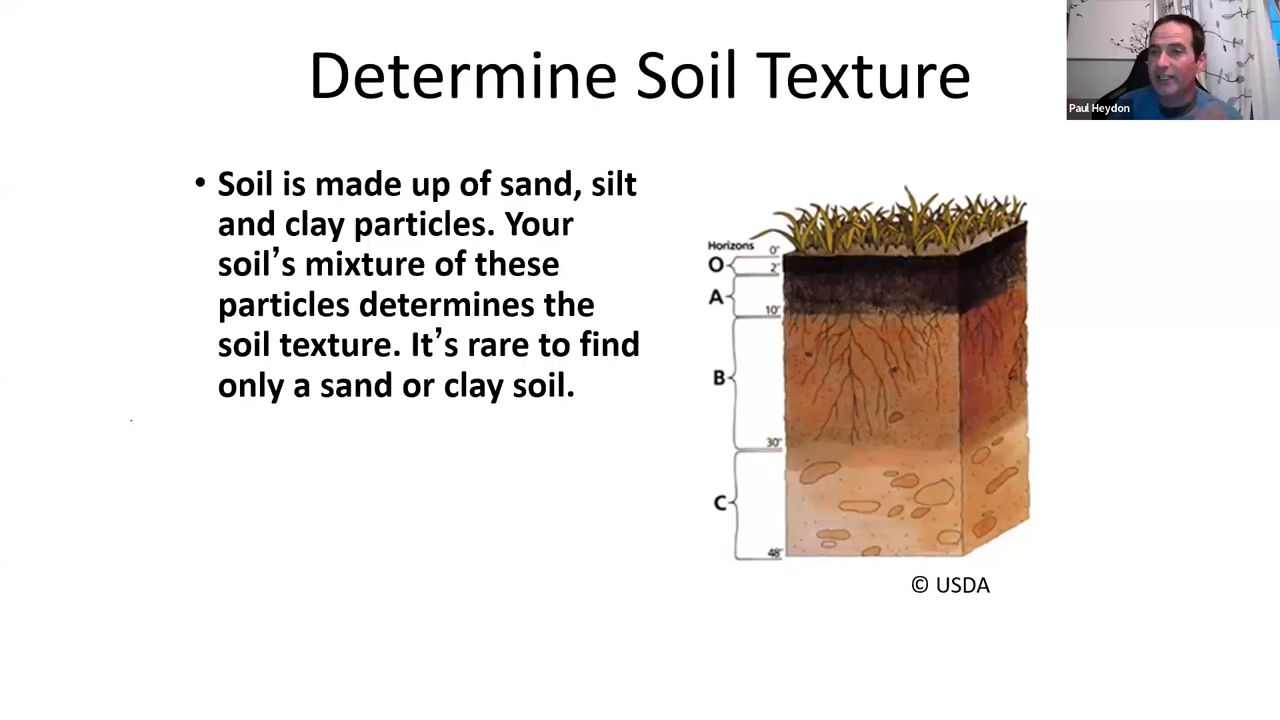 Determine Soil Texture
Paul Heydon
• Soil is made up of sand, silt
and clay particles. Your
soil’s mixture of these
particles determines the
soil texture. It’s rare to find
only a sand or clay soil.
Horizons
0"
O
2"
A
10"
B
30"
C
48"
© USDA